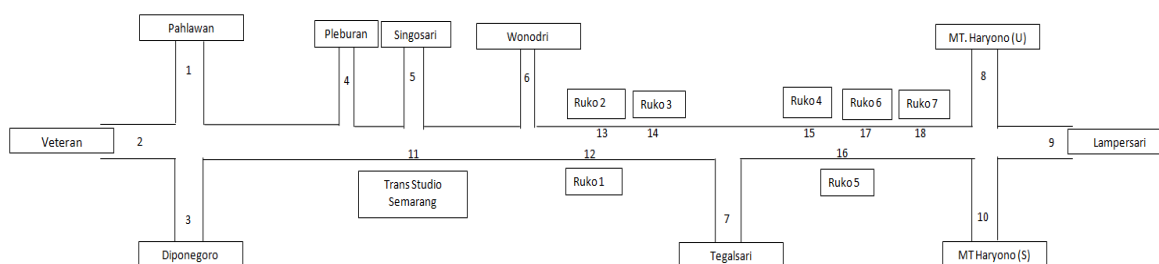 Pahlawan
Pleburan
Singosari
Wonodri
MT. Haryono (U)
1
4
5
6
8
Ruko 2
Ruko 3
Ruko 4
Ruko 6
Ruko 7
Veteran
2
13
14
15
17
18
9
Lampersari
11
12
16
Trans Studio
Semarang
Ruko 1
Ruko 5
3
7
10
Diponegoro
Tegalsari
MT Haryono (S)